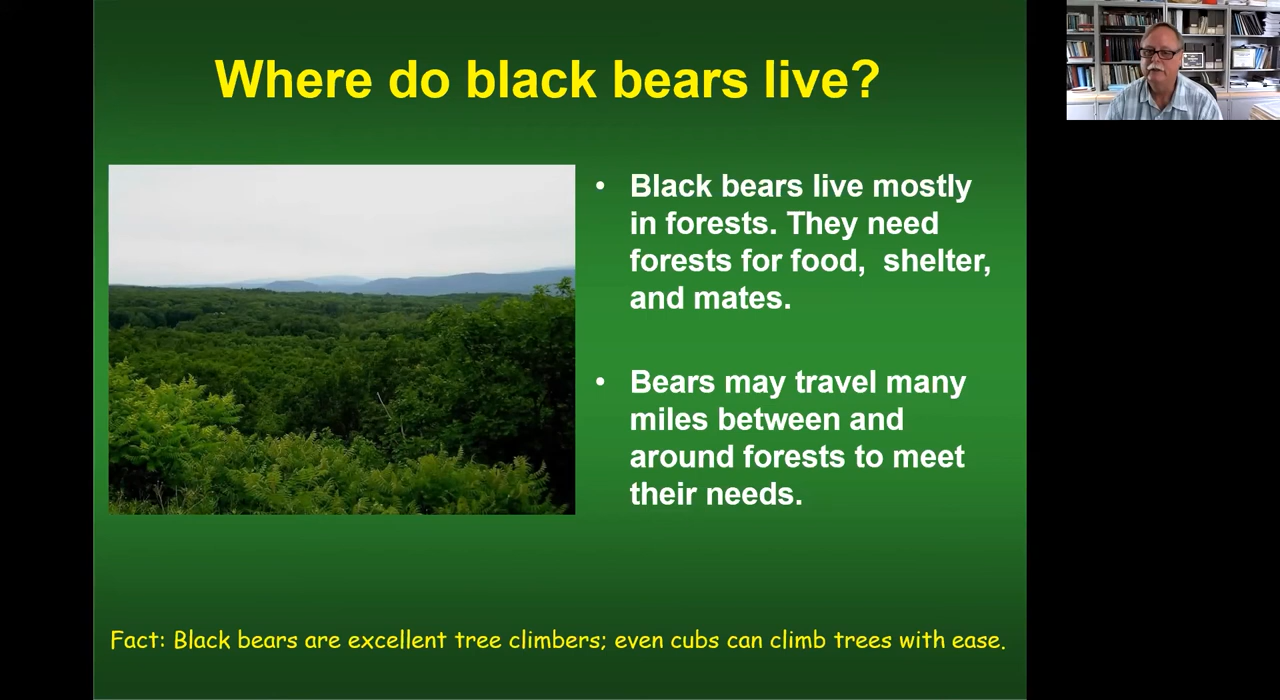 Where do black bears live?
• Black bears live mostly
in forests. They need
forests for food,  shelter,
and mates.
• Bears may travel many
miles between and
around forests to meet
their needs.
Fact: Black bears are excellent tree climbers; even cubs can climb trees with ease.